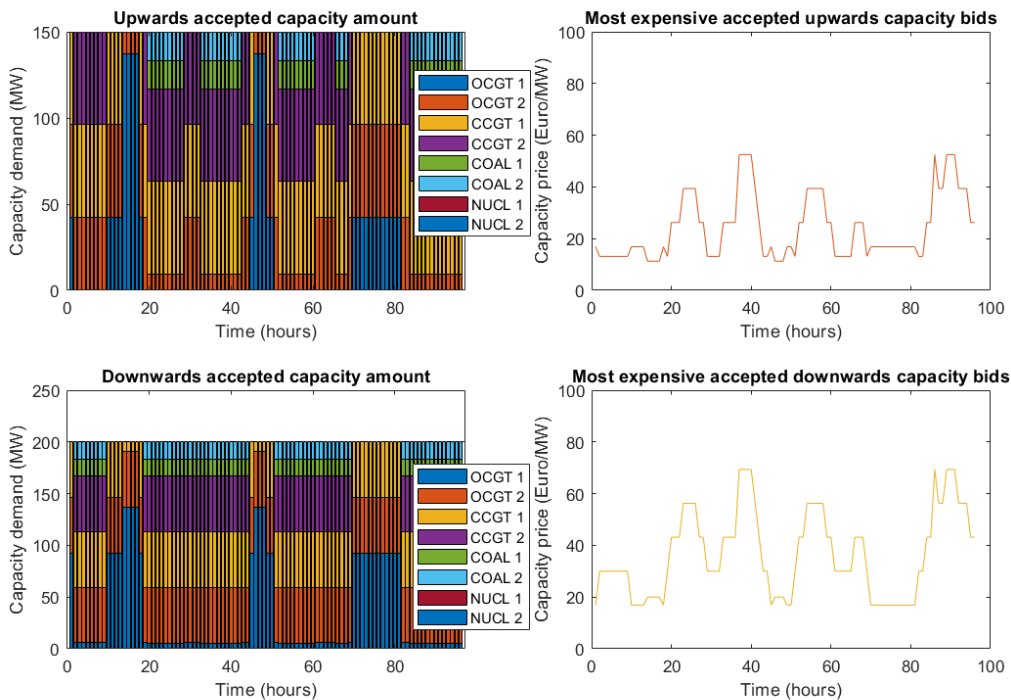 Upwards accepted capacity amount
150
100
50
0
Capacity demand (MW)
0 20 40 60 80
Time (hours)
OCGT 1
OCGT 2
CCGT 1
CCGT 2
COAL 1
COAL 2
NUCL 1
NUCL 2
Most expensive accepted upwards capacity bids
100
80
60
40
20
0
Capacity price (Euro/MW)
0 20 40 60 80 100
Time (hours)
Downwards accepted capacity amount
250
200
150
100
50
0
Capacity demand (MW)
0 20 40 60 80
Time (hours)
OCGT 1
OCGT 2
CCGT 1
CCGT 2
COAL 1
COAL 2
NUCL 1
NUCL 2
Most expensive accepted downwards capacity bids
100
80
60
40
20
0
Capacity price (Euro/MW)
0 20 40 60 80 100
Time (hours)